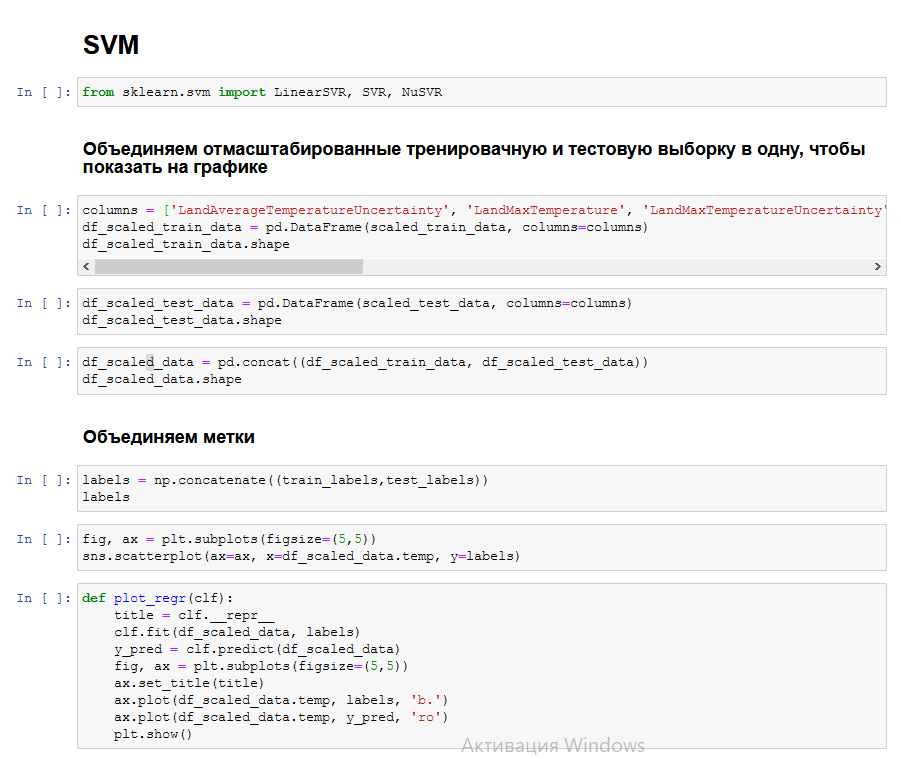 SVM
In [ ]: from sklearn.svm import LinearSVR, SVR, NuSVR
Объединяем отмасштабированные тренировачную и тестовую выборку в одну, чтобы
показать на графике
In [ ]: columns = ['LandAverageTemperatureUncertainty', 'LandMaxTemperature', 'LandMaxTemperatureUncertainty'
df_scaled_train_data = pd.DataFrame(scaled_train_data, columns=columns)
df_scaled_train_data.shape
In [ ]: df_scaled_test_data = pd.DataFrame(scaled_test_data, columns=columns)
df_scaled_test_data.shape
In [ ]: df_scaled_data = pd.concat((df_scaled_train_data, df_scaled_test_data))
df_scaled_data.shape
Объединяем метки
In [ ]: labels = np.concatenate((train_labels,test_labels))
labels
In [ ]: fig, ax = plt.subplots(figsize=(5,5))
sns.scatterplot(ax=ax, x=df_scaled_data.temp, y=labels)
In [ ]: def plot_regr(clf):
    title = clf.__repr__
    clf.fit(df_scaled_data, labels)
    y_pred = clf.predict(df_scaled_data)
    fig, ax = plt.subplots(figsize=(5,5))
    ax.set_title(title)
    ax.plot(df_scaled_data.temp, labels, 'b.')
    ax.plot(df_scaled_data.temp, y_pred, 'ro')
    plt.show()
Активация Windows